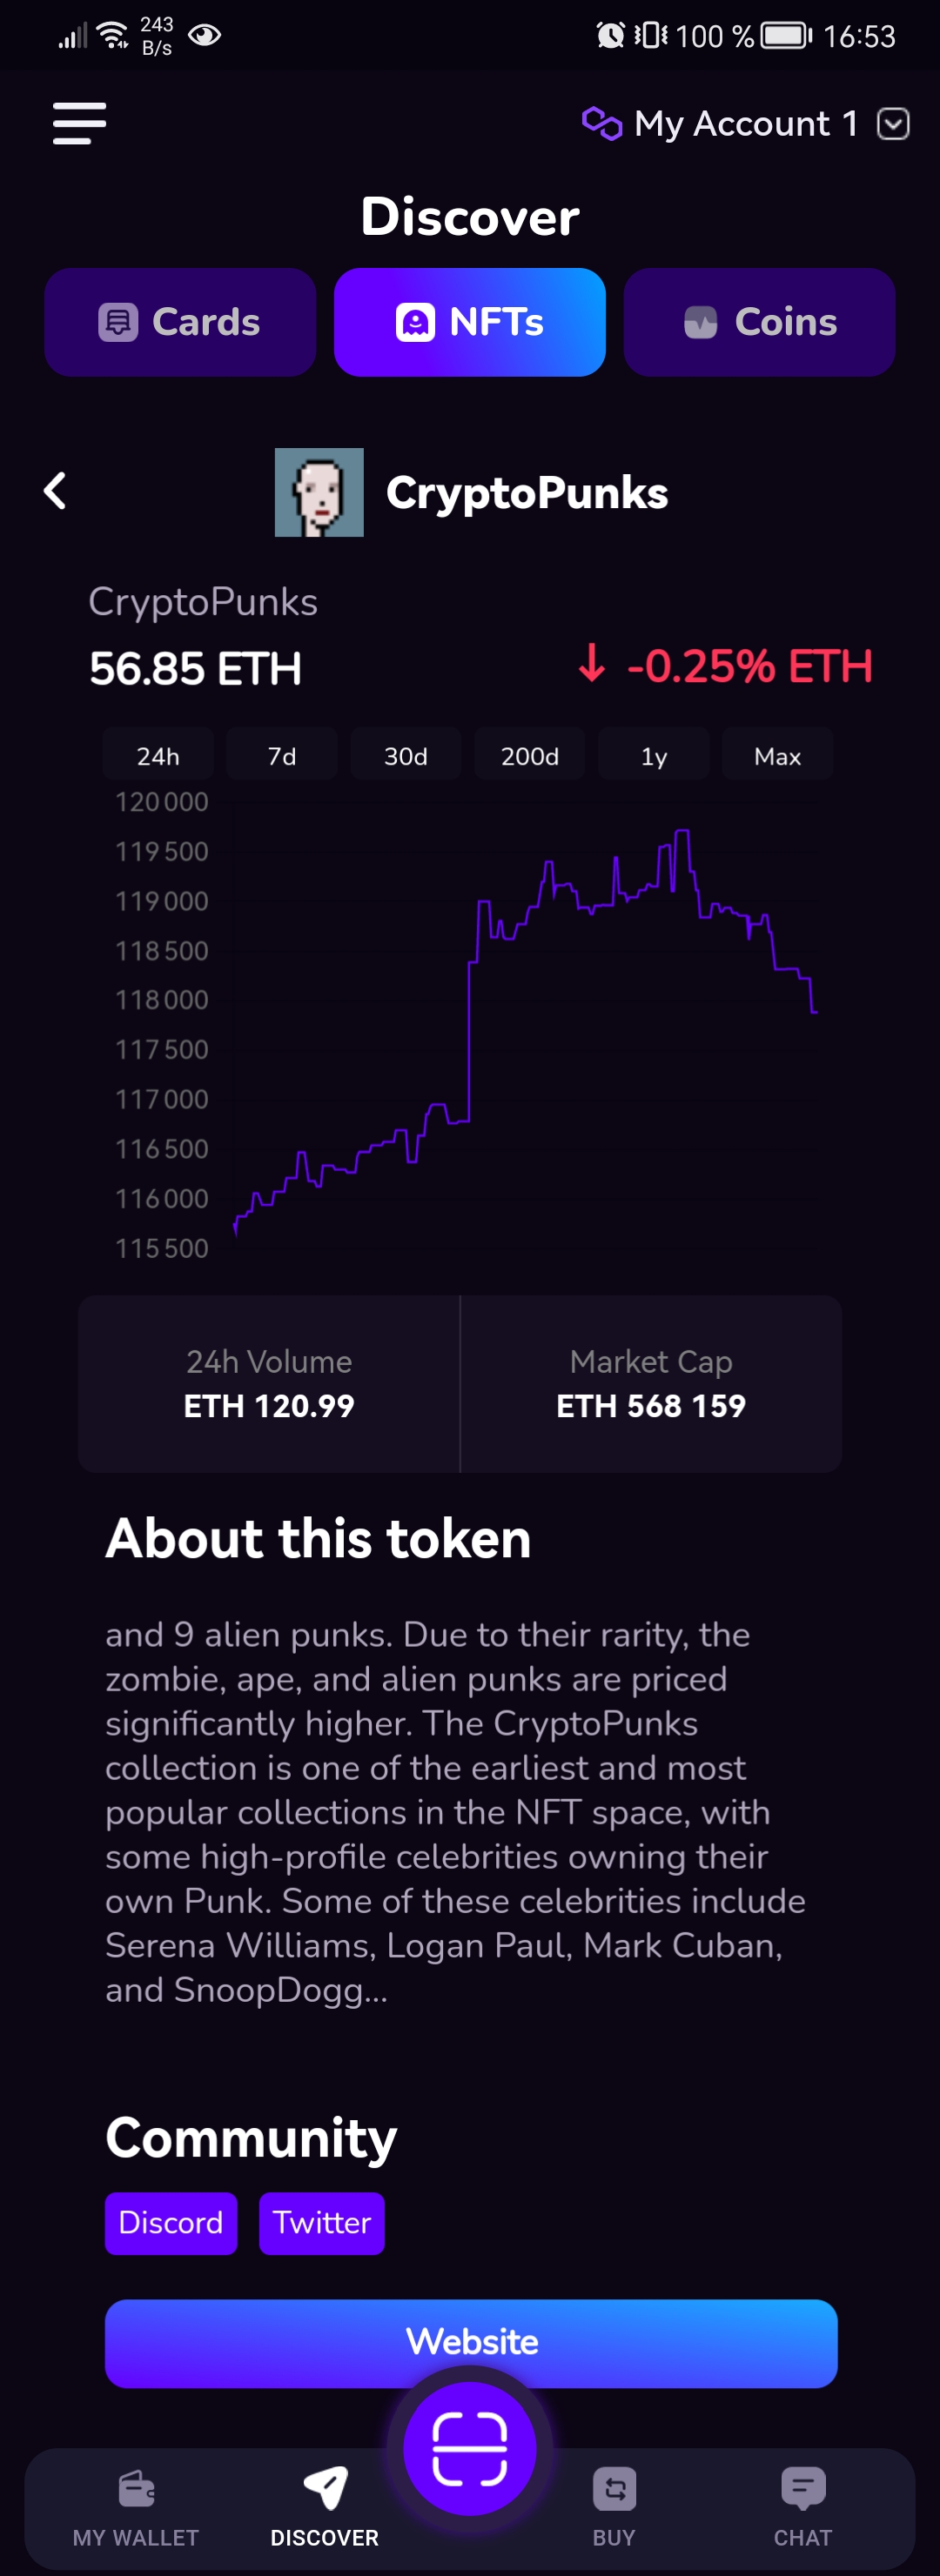 243
B/s
100 %
16:53
My Account 1
Discover
Cards
NFTs
Coins
CryptoPunks
CryptoPunks
56.85 ETH
-0.25% ETH
24h
7d
30d
200d
1y
Max
120 000
119 500
119 000
118 500
118 000
117 500
117 000
116 500
116 000
115 500
24h Volume
ETH 120.99
Market Cap
ETH 568 159
About this token
and 9 alien punks. Due to their rarity, the
zombie, ape, and alien punks are priced
significantly higher. The CryptoPunks
collection is one of the earliest and most
popular collections in the NFT space, with
some high-profile celebrities owning their
own Punk. Some of these celebrities include
Serena Williams, Logan Paul, Mark Cuban,
and SnoopDogg...
Community
Discord
Twitter
Website
MY WALLET
DISCOVER
BUY
CHAT